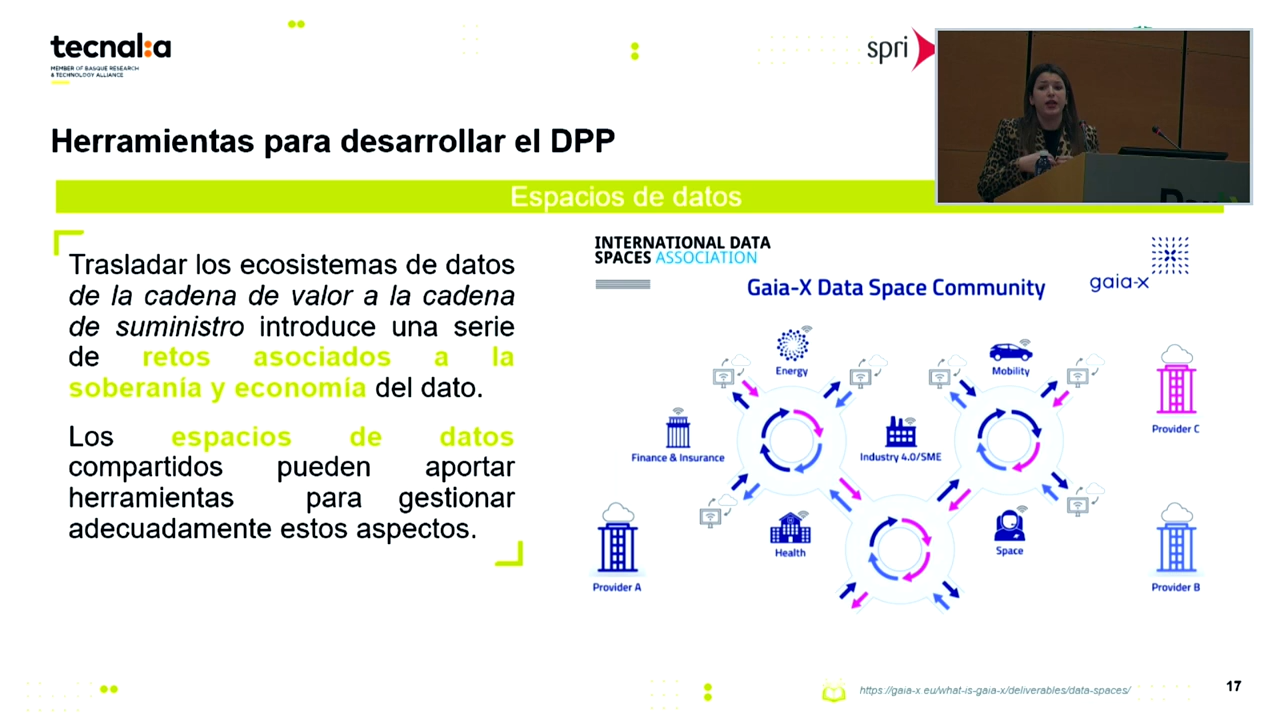 tecnalia
MEMBER OF BASQUE RESEARCH
& TECHNOLOGY ALLIANCE
spri
Herramientas para desarrollar el DPP
Espacios de datos
Trasladar los ecosistemas de datos
de la cadena de valor a la cadena
de suministro introduce una serie
de retos asociados a la
soberanía y economía del dato.
Los espacios de datos
compartidos pueden aportar
herramientas para gestionar
adecuadamente estos aspectos.
INTERNATIONAL DATA
SPACES ASSOCIATION
Gaia-X Data Space Community
gaia-x
Energy
Mobility
Provider C
Finance & Insurance
Industry 4.0/SME
Health
Space
Provider A
Provider B
https://gaia-x.eu/what-is-gaia-x/deliverables/data-spaces/
17